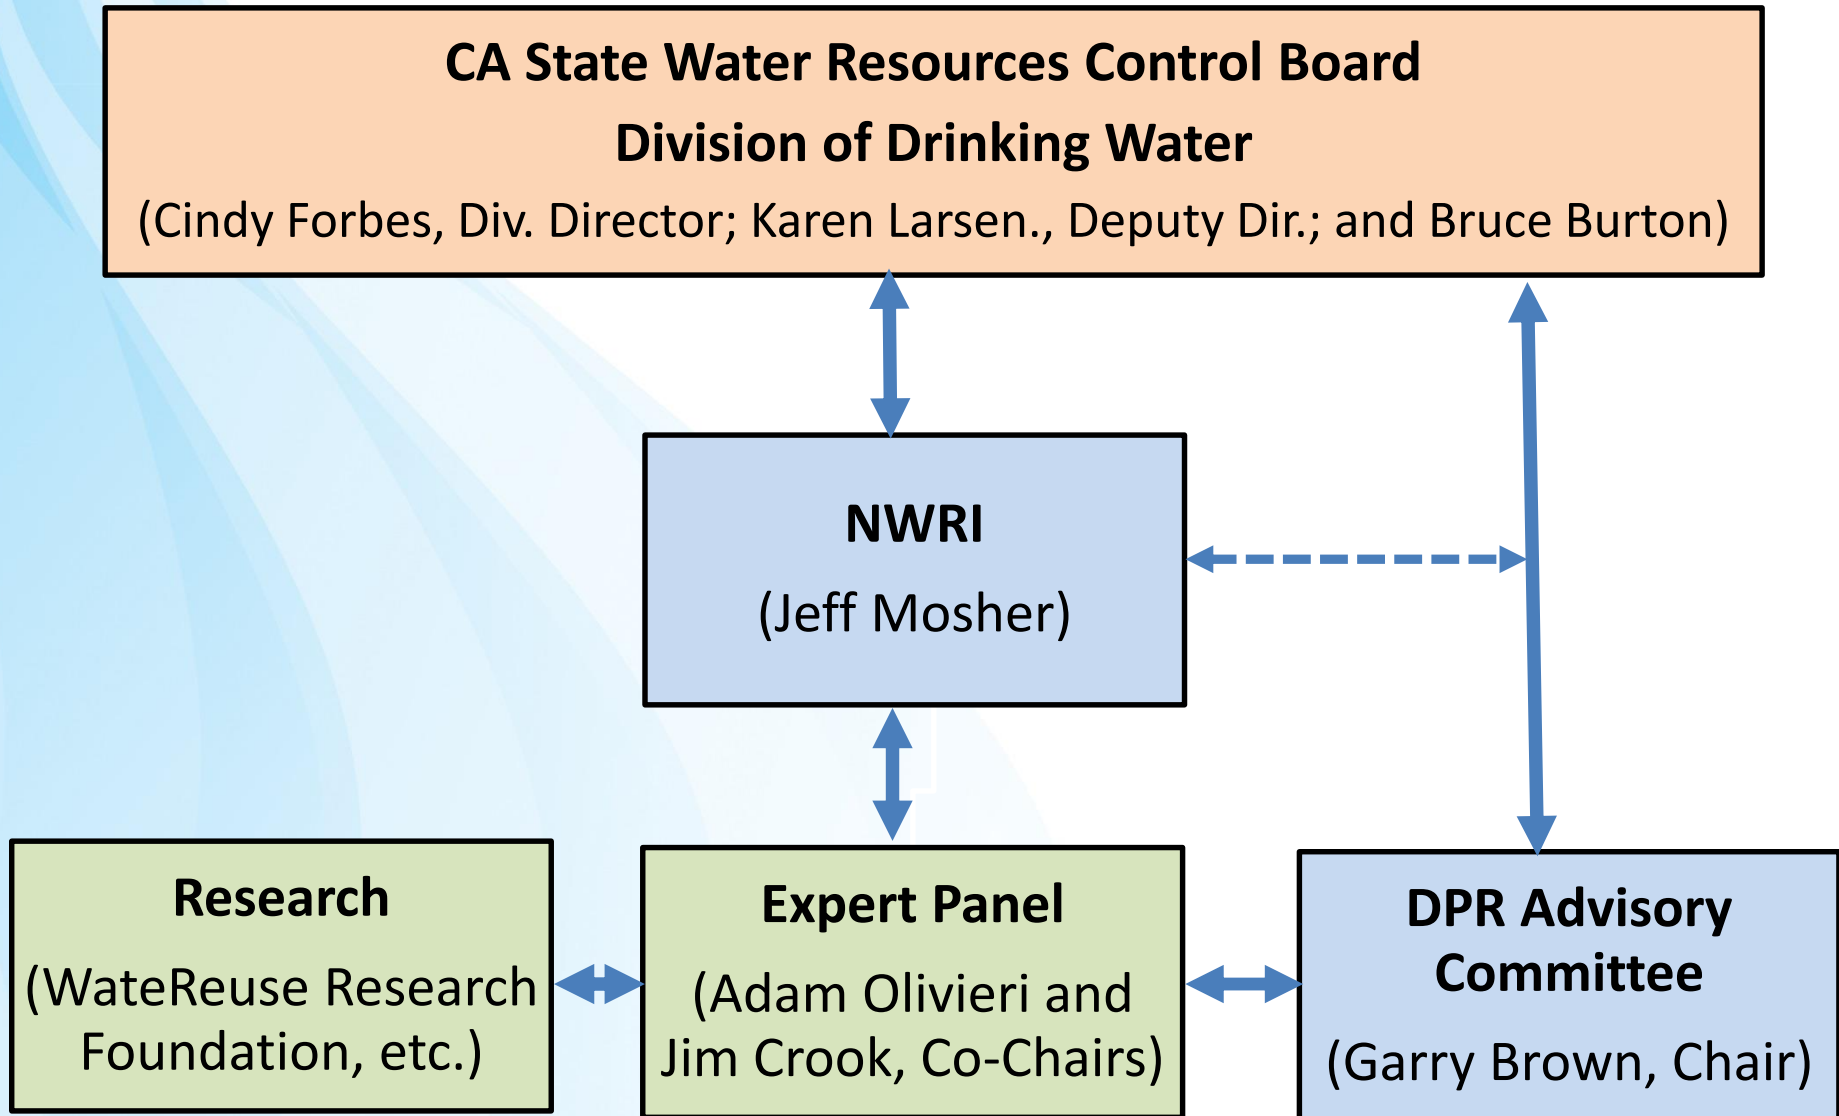 CA State Water Resources Control Board
Division of Drinking Water
(Cindy Forbes, Div. Director; Karen Larsen., Deputy Dir.; and Bruce Burton)
NWRI
(Jeff Mosher)
Research
(WateReuse Research
Foundation, etc.)
Expert Panel
(Adam Olivieri and
Jim Crook, Co-Chairs)
DPR Advisory
Committee
(Garry Brown, Chair)